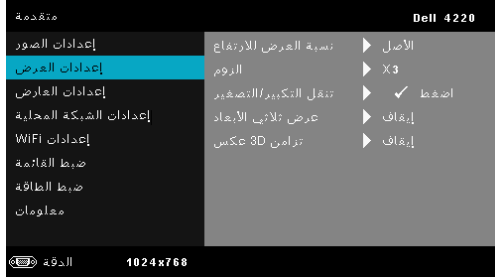 متقدمة Dell 4220
إعدادات الصور
إعدادات العرض
إعدادات العارض
إعدادات الشبكة المحلية
إعدادات WiFi
ضبط القائمة
ضبط الطاقة
معلومات
نسبة العرض للارتفاع الأصل
الزوم X3
تنقل التكبير/التصغير اضغط ✓
عرض ثلاثي الأبعاد إيقاف
تزامن 3D عكس إيقاف
الدقة 1024x768